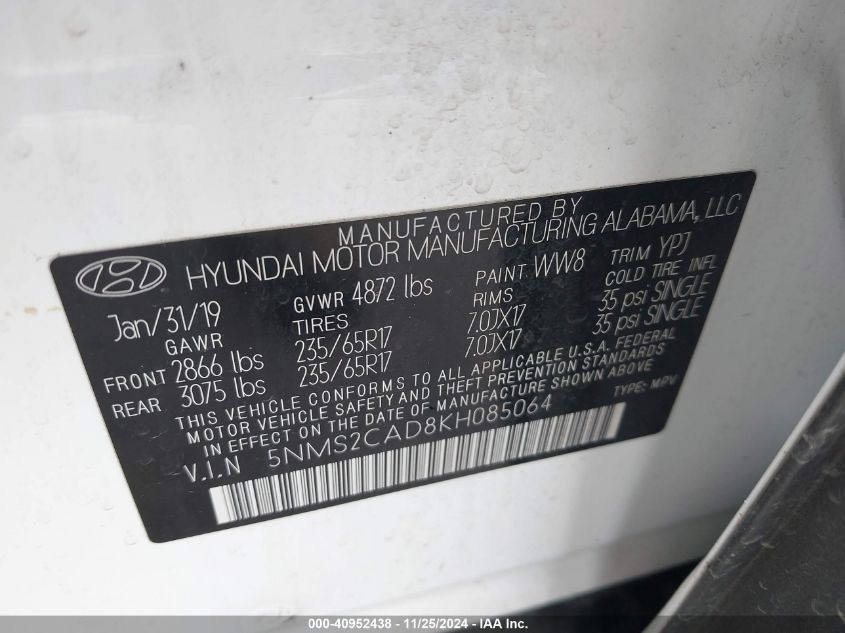 MANUFACTURED BY
HYUNDAI MOTOR MANUFACTURING ALABAMA, LLC
Jan/31/19 GVWR 4872 lbs PAINT WW8 TRIM YPJ
GAWR TIRES RIMS COLD TIRE INFL
FRONT 2866 lbs 235/65R17 7.0JX17 35 psi SINGLE
REAR 3075 lbs 235/65R17 7.0JX17 35 psi SINGLE
THIS VEHICLE CONFORMS TO ALL APPLICABLE U.S.A. FEDERAL
MOTOR VEHICLE SAFETY AND THEFT PREVENTION STANDARDS
IN EFFECT ON THE DATE OF MANUFACTURE SHOWN ABOVE
V.I.N 5NMS2CAD8KH085064 TYPE: MPV
000-40952438 - 11/25/2024 - IAA Inc.